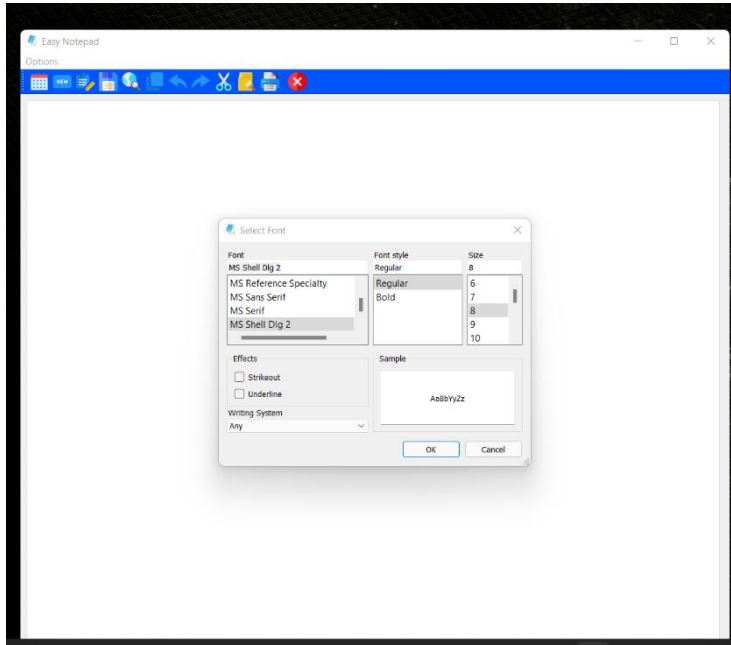 Easy Notepad
Options
NEW
Select Font
Font Font style Size
MS Shell Dlg 2 Regular 8
MS Reference Specialty Regular 6
MS Sans Serif Bold 7
MS Serif 8
MS Shell Dlg 2 9
10
Effects Sample
Strikeout
Underline AaBbYyZz
Writing System
Any
OK Cancel